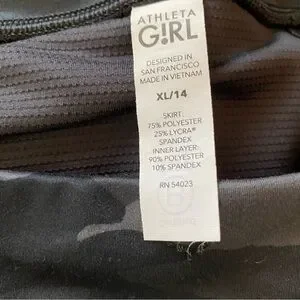 ATHLETA
GIRL
DESIGNED IN
SAN FRANCISCO
MADE IN VIETNAM
XL/14
SKIRT:
75% POLYESTER
25% LYCRA®
SPANDEX
INNER LAYER:
90% POLYESTER
10% SPANDEX
RN 54023
B